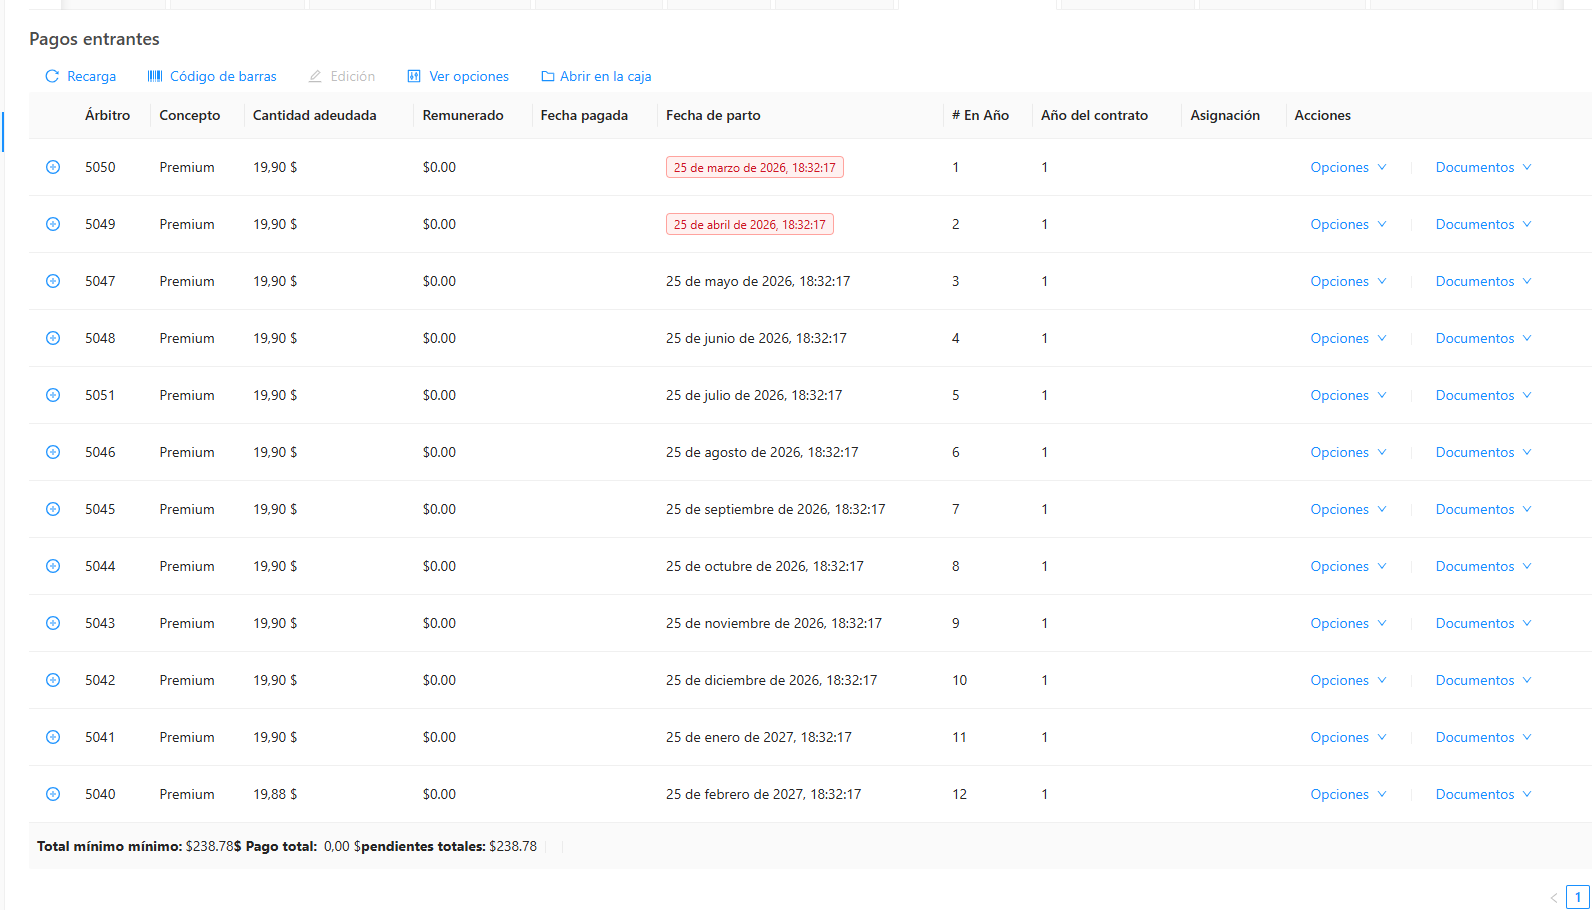 Pagos entrantes
Recarga Código de barras Edición Ver opciones Abrir en la caja
Árbitro Concepto Cantidad adeudada Remunerado Fecha pagada Fecha de parto # En Año Año del contrato Asignación Acciones
5050 Premium 19,90 $ $0.00 25 de marzo de 2026, 18:32:17 1 1 Opciones Documentos
5049 Premium 19,90 $ $0.00 25 de abril de 2026, 18:32:17 2 1 Opciones Documentos
5047 Premium 19,90 $ $0.00 25 de mayo de 2026, 18:32:17 3 1 Opciones Documentos
5048 Premium 19,90 $ $0.00 25 de junio de 2026, 18:32:17 4 1 Opciones Documentos
5051 Premium 19,90 $ $0.00 25 de julio de 2026, 18:32:17 5 1 Opciones Documentos
5046 Premium 19,90 $ $0.00 25 de agosto de 2026, 18:32:17 6 1 Opciones Documentos
5045 Premium 19,90 $ $0.00 25 de septiembre de 2026, 18:32:17 7 1 Opciones Documentos
5044 Premium 19,90 $ $0.00 25 de octubre de 2026, 18:32:17 8 1 Opciones Documentos
5043 Premium 19,90 $ $0.00 25 de noviembre de 2026, 18:32:17 9 1 Opciones Documentos
5042 Premium 19,90 $ $0.00 25 de diciembre de 2026, 18:32:17 10 1 Opciones Documentos
5041 Premium 19,90 $ $0.00 25 de enero de 2027, 18:32:17 11 1 Opciones Documentos
5040 Premium 19,88 $ $0.00 25 de febrero de 2027, 18:32:17 12 1 Opciones Documentos
Total mínimo mínimo: $238.78$ Pago total: 0,00 $pendientes totales: $238.78
1